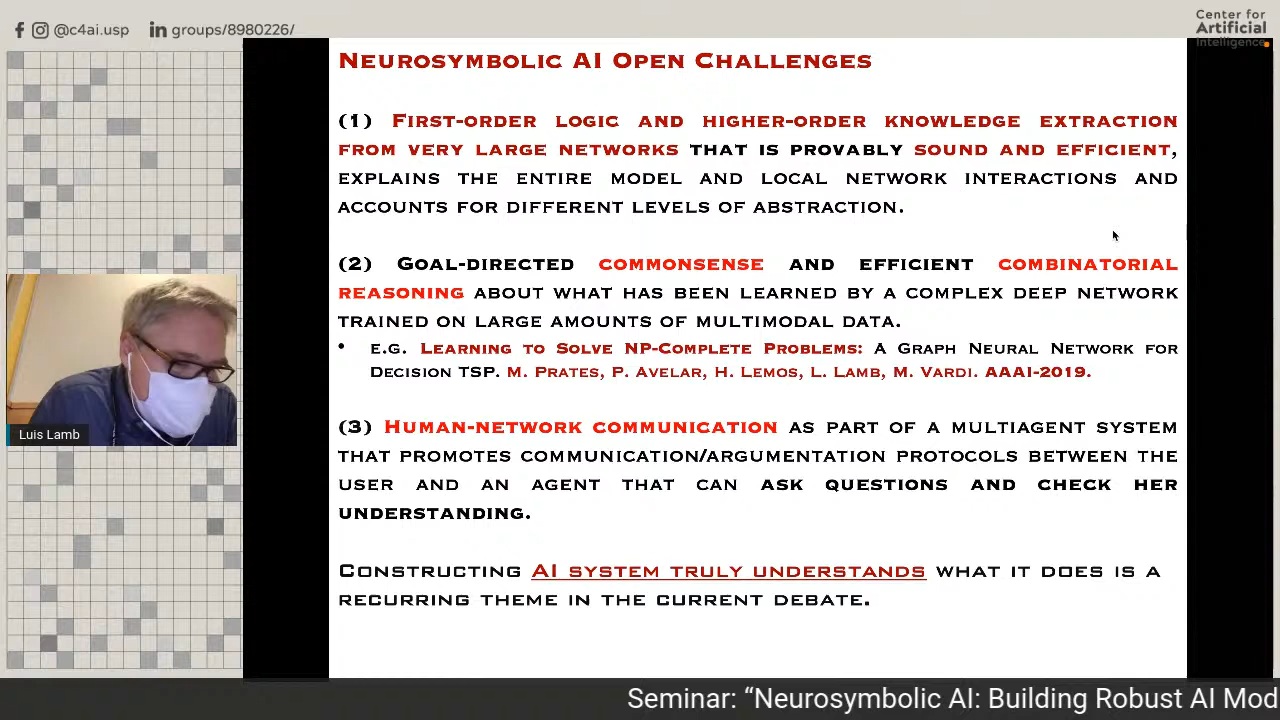 @c4ai.usp
groups/8980226/
Center for
Artificial
Intelligence
Neurosymbolic AI Open Challenges
(1) First-order logic and higher-order knowledge extraction
from very large networks that is provably sound and efficient,
explains the entire model and local network interactions and
accounts for different levels of abstraction.
(2) Goal-directed commonsense and efficient combinatorial
reasoning about what has been learned by a complex deep network
trained on large amounts of multimodal data.
• e.g. Learning to Solve NP-Complete Problems: A Graph Neural Network for
Decision TSP. M. Prates, P. Avelar, H. Lemos, L. Lamb, M. Vardi. AAAI-2019.
(3) Human-network communication as part of a multiagent system
that promotes communication/argumentation protocols between the
user and an agent that can ask questions and check her
understanding.
Constructing AI system truly understands what it does is a
recurring theme in the current debate.
Luis Lamb
Seminar: “Neurosymbolic AI: Building Robust AI Mod